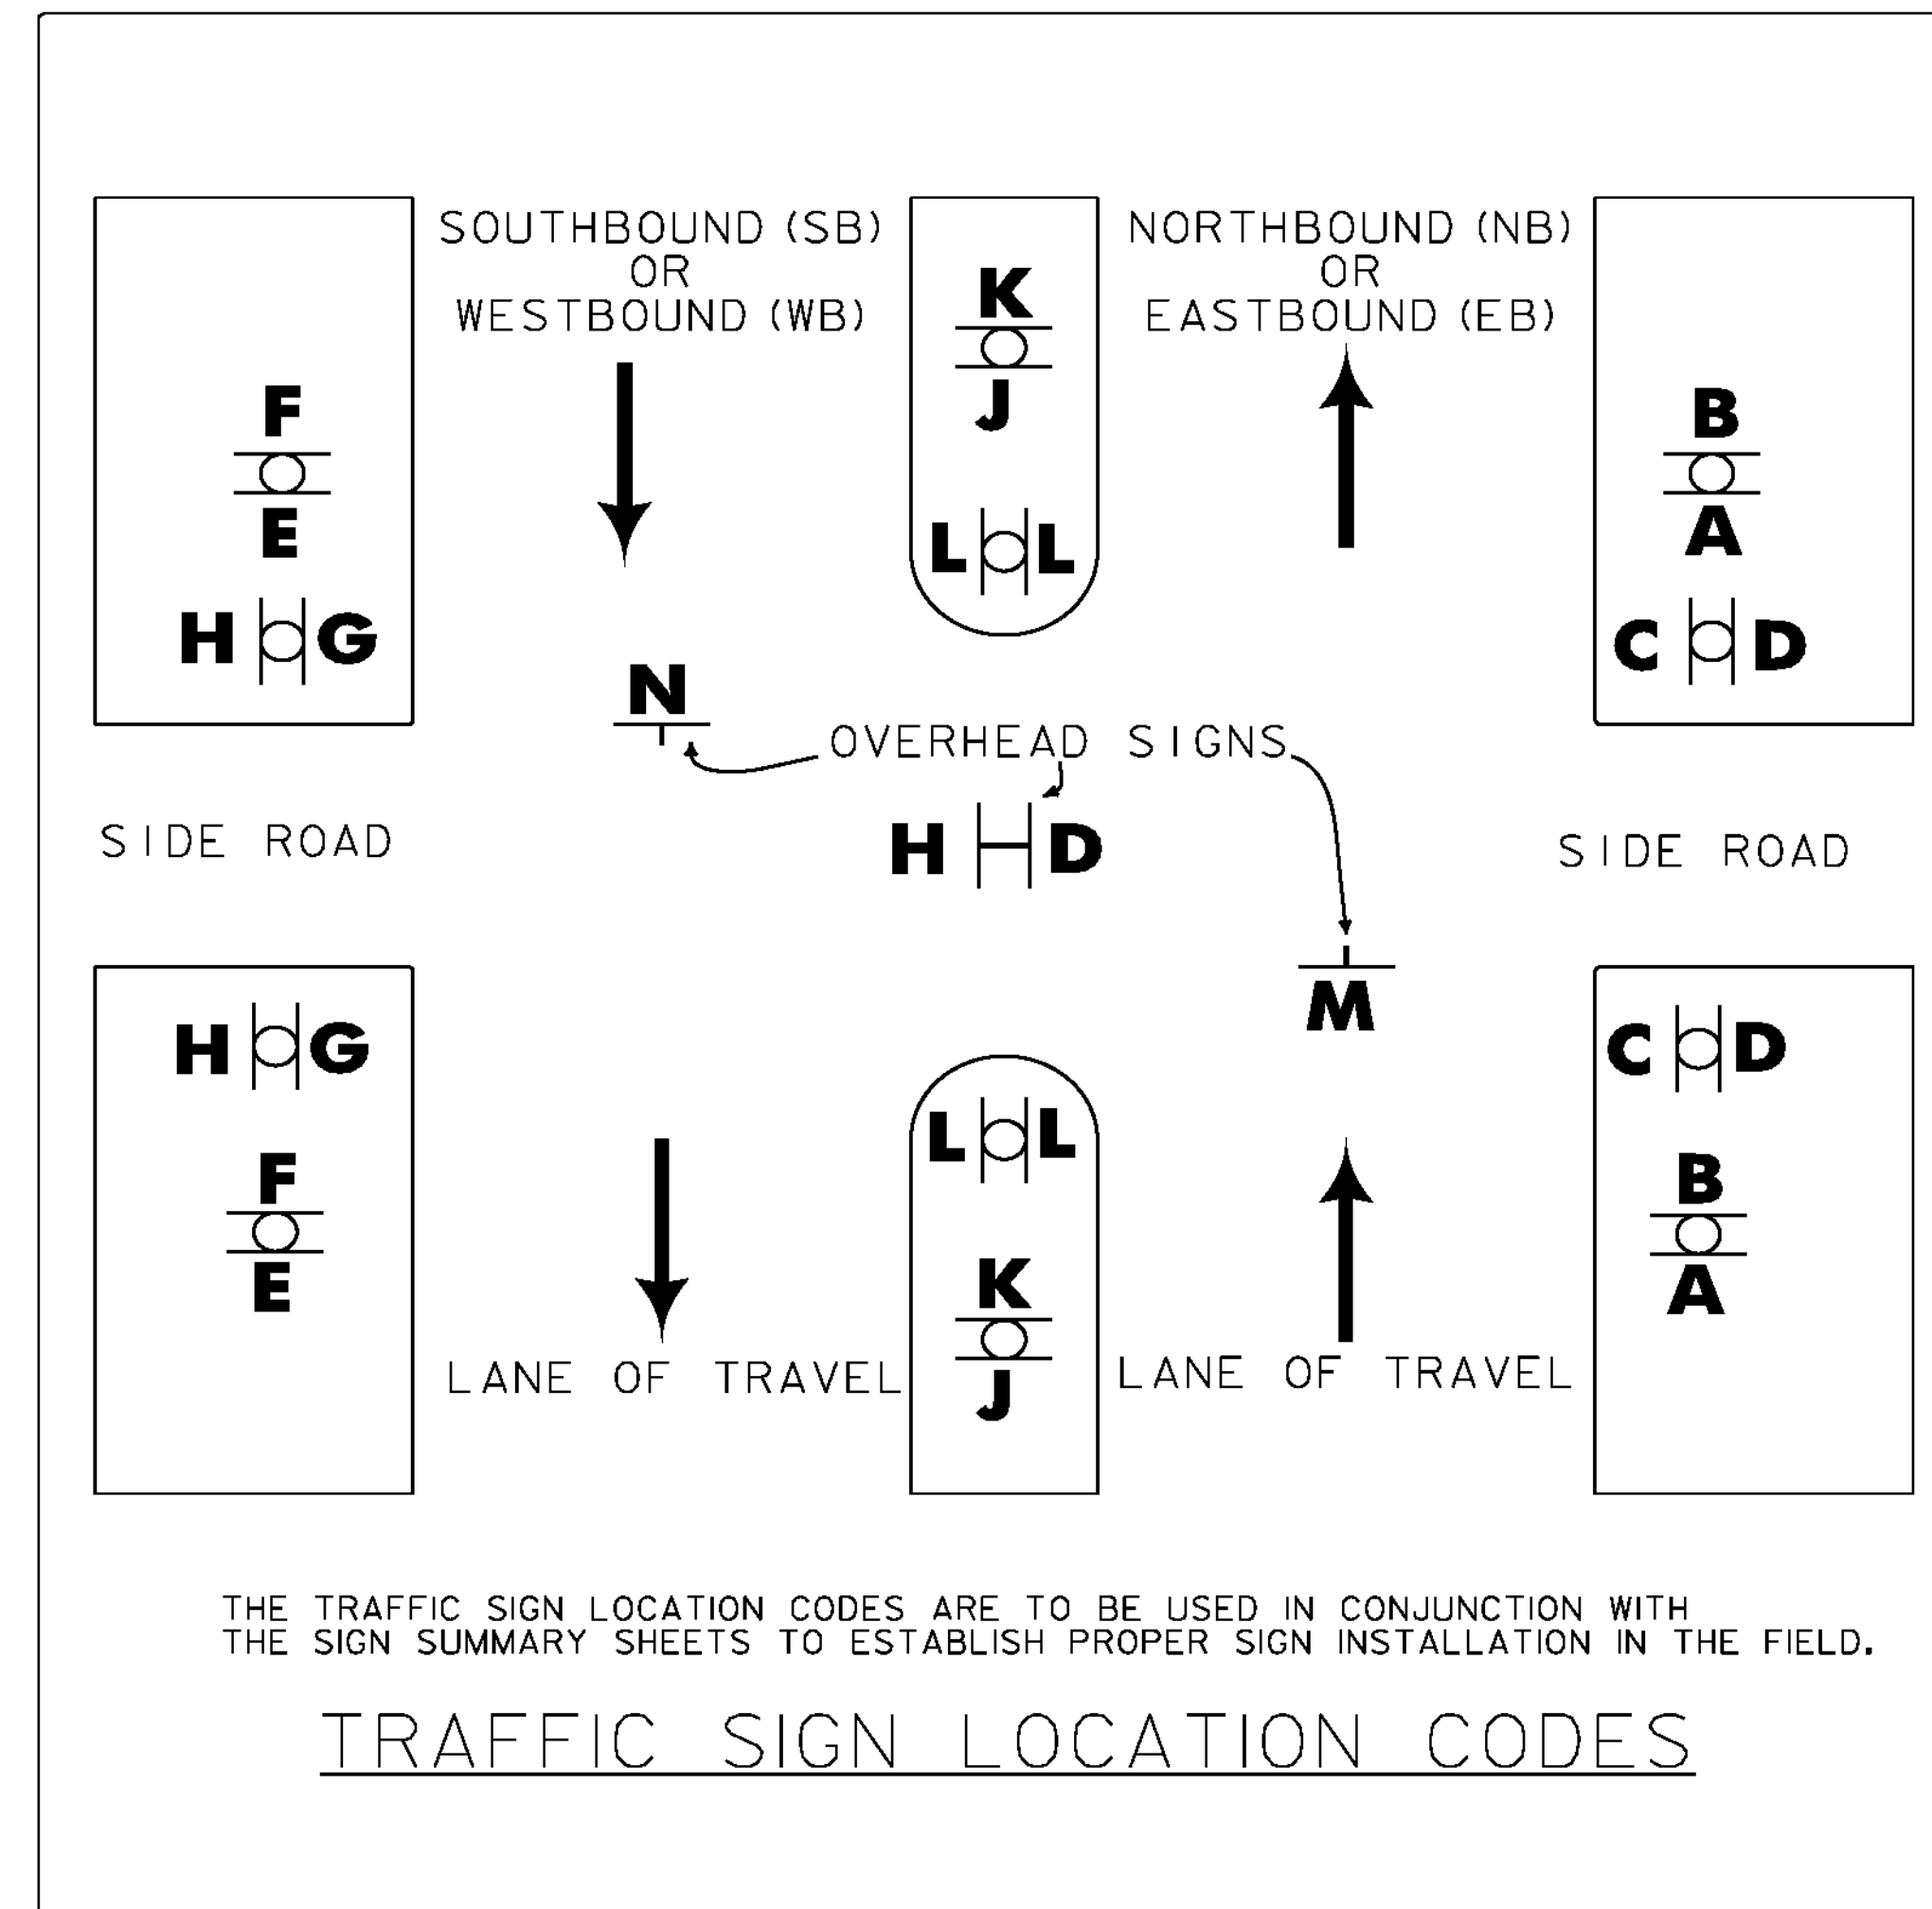 SOUTHBOUND (SB)
OR
WESTBOUND (WB)
NORTHBOUND (NB)
OR
EASTBOUND (EB)
K
J
F
E
B
A
L L
H G
C D
N
OVERHEAD SIGNS
SIDE ROAD
H D
SIDE ROAD
M
H G
C D
L L
F
E
B
A
K
J
LANE OF TRAVEL
LANE OF TRAVEL
THE TRAFFIC SIGN LOCATION CODES ARE TO BE USED IN CONJUNCTION WITH
THE SIGN SUMMARY SHEETS TO ESTABLISH PROPER SIGN INSTALLATION IN THE FIELD.
TRAFFIC SIGN LOCATION CODES